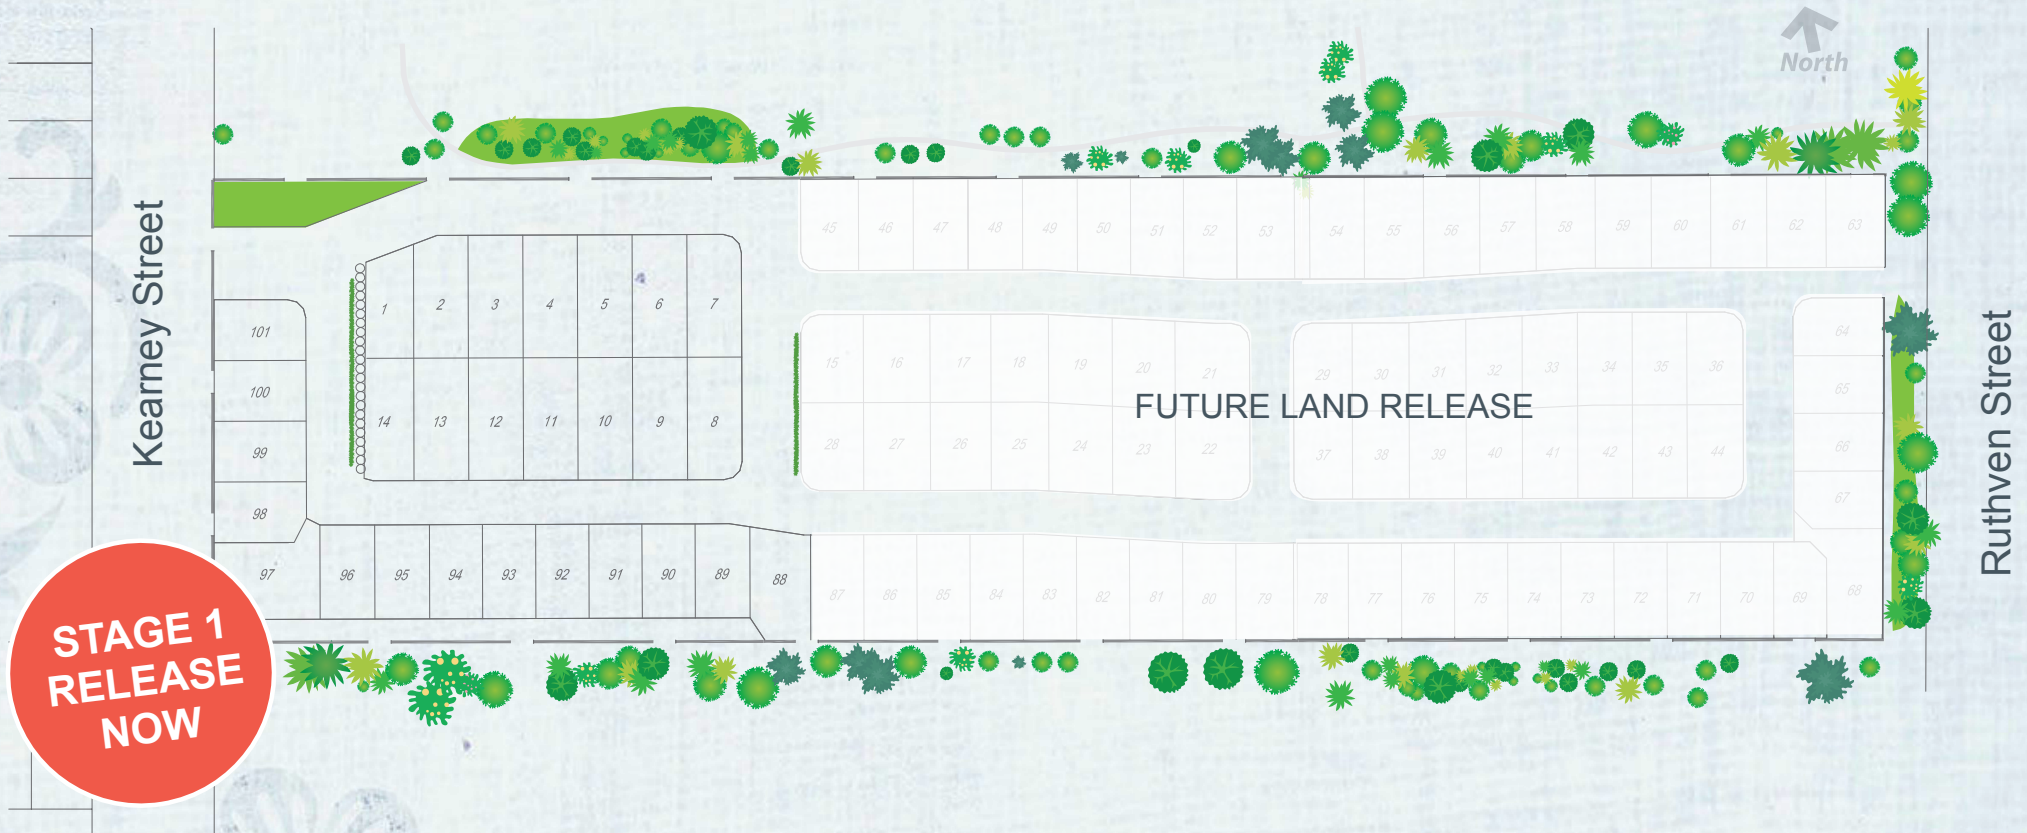 North
Kearney Street
45 46 47 48 49 50 51 52 53 54 55 56 57 58 59 60 61 62 63
1 2 3 4 5 6 7
101
100
99
98
97
14 13 12 11 10 9 8
15 16 17 18 19 20 21
29 30 31 32 33 34 35 36
FUTURE LAND RELEASE
28 27 26 25 24 23 22
37 38 39 40 41 42 43 44
64
65
66
67
68
Ruthven Street
96 95 94 93 92 91 90 89 88
87 86 85 84 83 82 81 80 79 78 77 76 75 74 73 72 71 70 69
STAGE 1
RELEASE
NOW